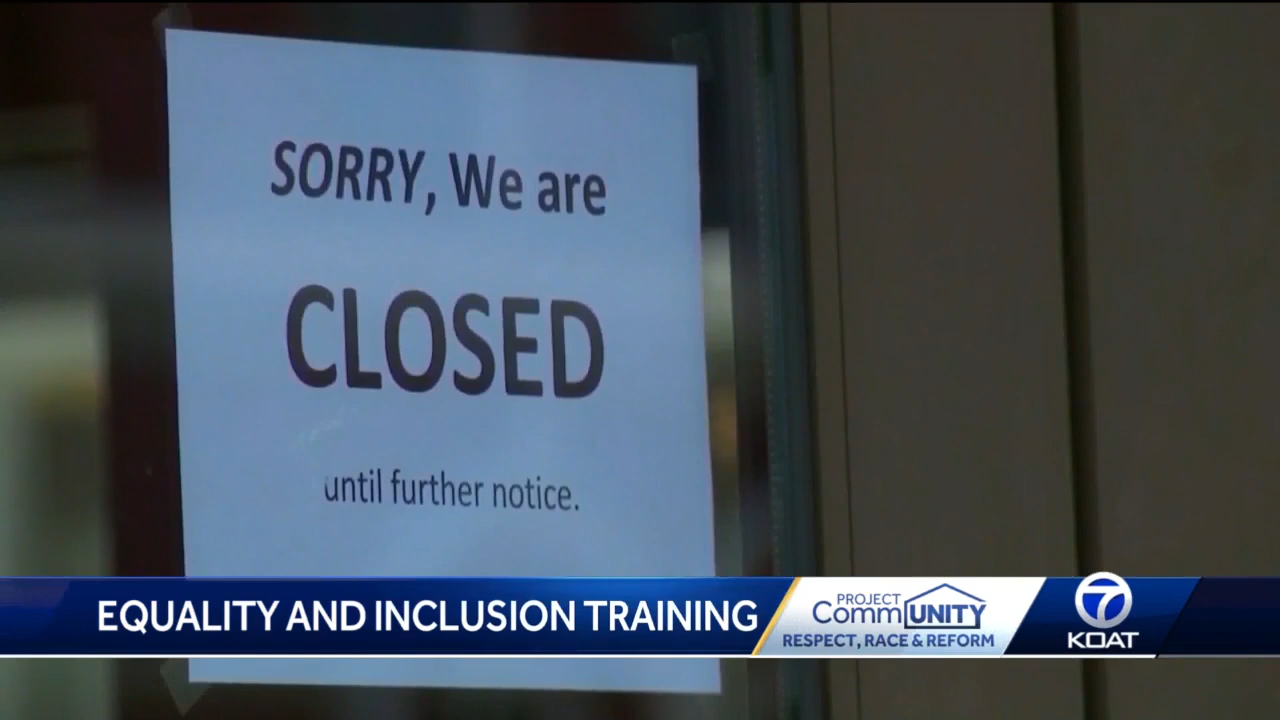 SORRY, We are
CLOSED
until further notice.
EQUALITY AND INCLUSION TRAINING
PROJECT
CommUNITY
RESPECT, RACE & REFORM
7
KOAT